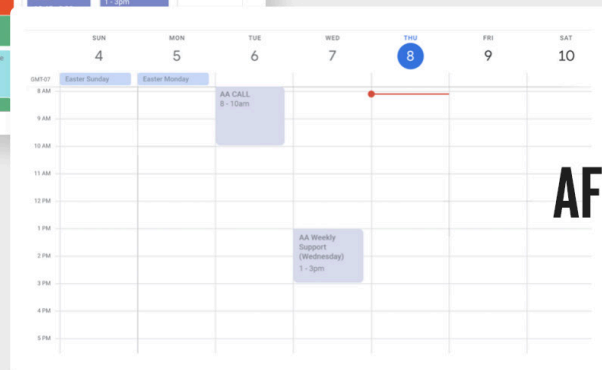 1 - 3pm
SUN MON TUE WED THU FRI SAT
4 5 6 7 8 9 10
GMT-07 Easter Sunday Easter Monday
8 AM
AA CALL
8 - 10am
9 AM
10 AM
11 AM
12 PM
AF
1 PM
AA Weekly
Support
(Wednesday)
2 PM
1 - 3pm
3 PM
4 PM
5 PM